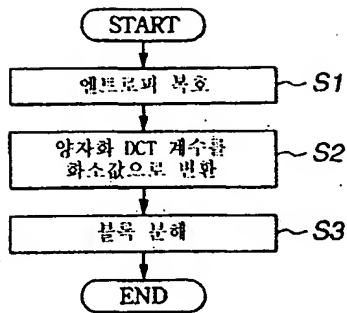 START
엔트로피 복호
S1
양자화 DCT 계수를
화소값으로 변환
S2
블록 분해
S3
END